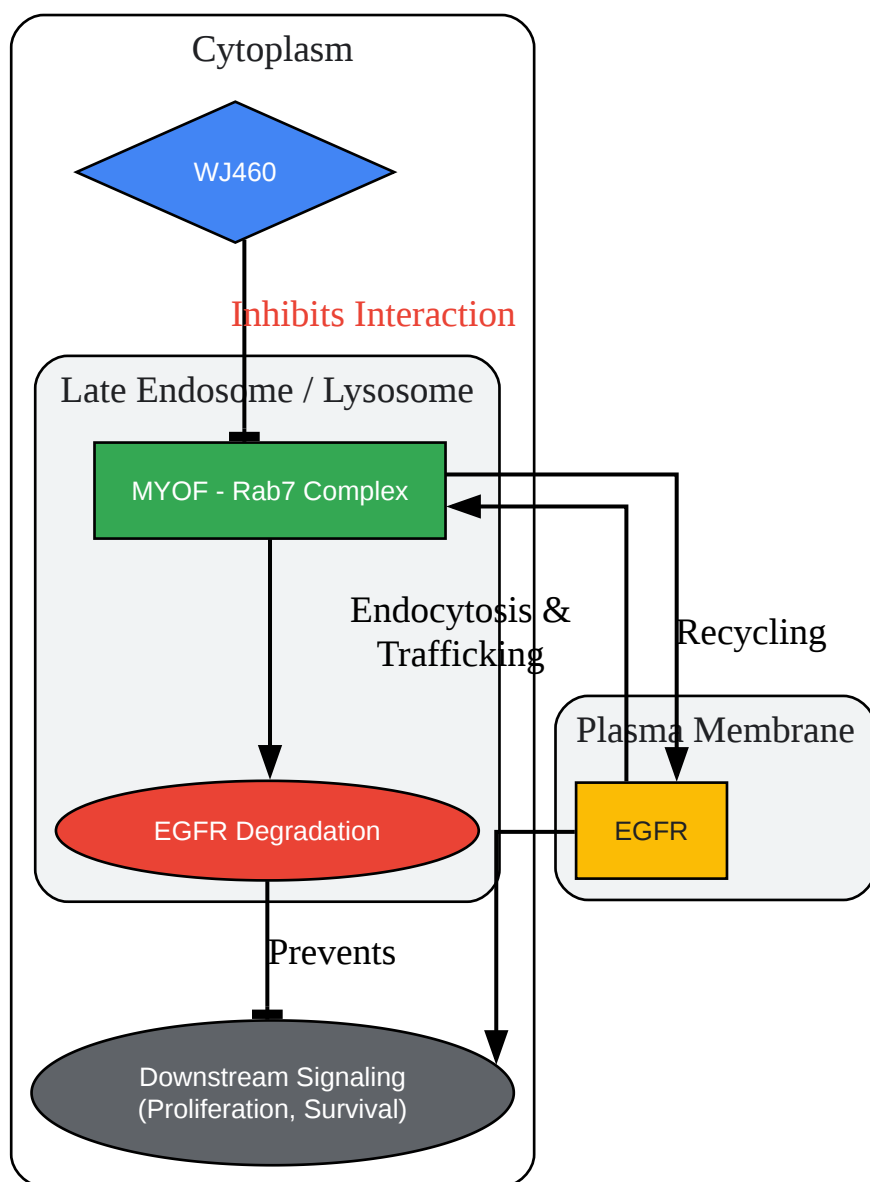 Cytoplasm
WJ460
Inhibits Interaction
Late Endosome / Lysosome
MYOF - Rab7 Complex
Endocytosis &
Trafficking
Recycling
Plasma Membrane
EGFR Degradation
EGFR
Prevents
Downstream Signaling
(Proliferation, Survival)